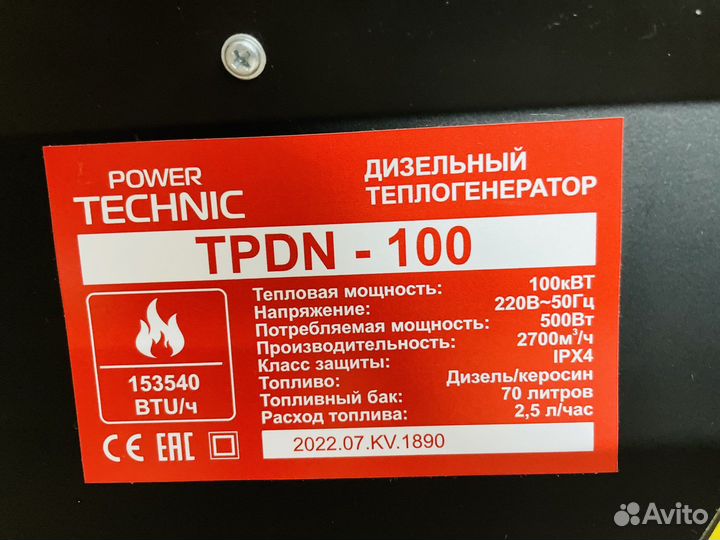 POWER
TECHNIC
ДИЗЕЛЬНЫЙ
ТЕПЛОГЕНЕРАТОР
TPDN - 100
153540
BTU/ч
Тепловая мощность: 100кВТ
Напряжение: 220В~50Гц
Потребляемая мощность: 500Вт
Производительность: 2700м³/ч
Класс защиты: IPX4
Топливо: Дизель/керосин
Топливный бак: 70 литров
Расход топлива: 2,5 л/час
CE EAC
2022.07.KV.1890
Avito